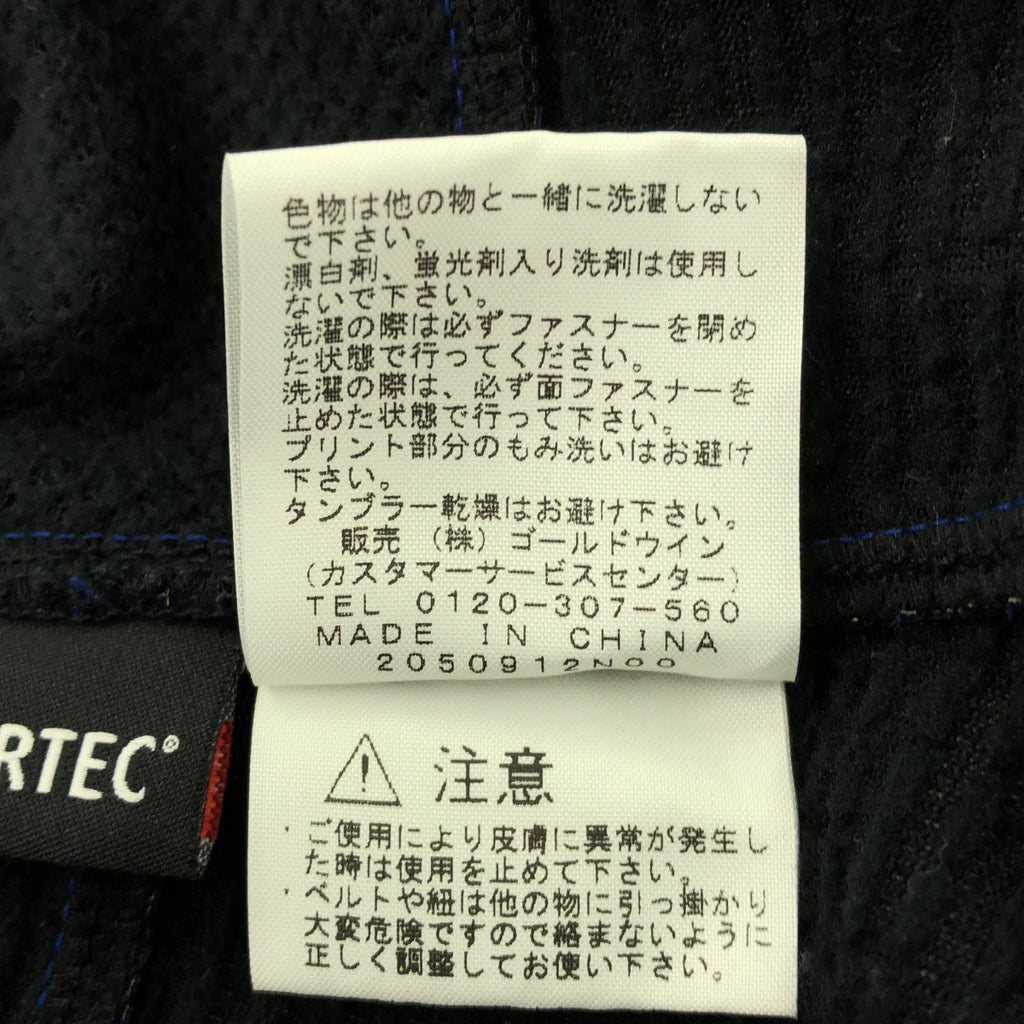 色物は他の物と一緒に洗濯しない
で下さい。
漂白剤、蛍光剤入り洗剤は使用し
ないで下さい。
洗濯の際は必ずファスナーを閉め
た状態で行ってください。
洗濯の際は、必ず面ファスナーを
止めた状態で行って下さい。
プリント部分のもみ洗いはお避け
下さい。
タンブラー乾燥はお避け下さい。
販売 (株) ゴールドウイン
(カスタマーサービスセンター)
TEL 0120-307-560
MADE IN CHINA
2050912N00
RTEC®
注意
・ご使用により皮膚に異常が発生し
た時は使用を止めて下さい。
・ベルトや紐は他の物に引っ掛かり
大変危険ですので絡まないように
正しく調整してお使い下さい。